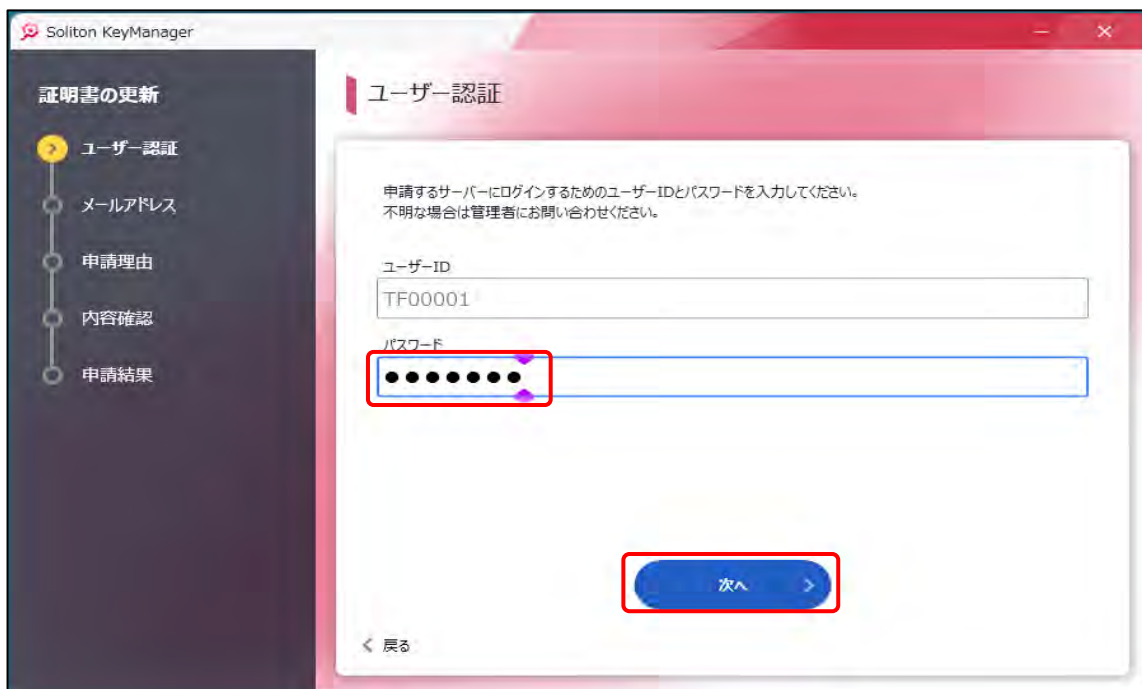 Soliton KeyManager
証明書の更新
ユーザー認証
メールアドレス
申請理由
内容確認
申請結果
ユーザー認証
申請するサーバーにログインするためのユーザーIDとパスワードを入力してください。
不明な場合は管理者にお問い合わせください。
ユーザーID
TF00001
パスワード
●●●●●●●
次へ >
< 戻る